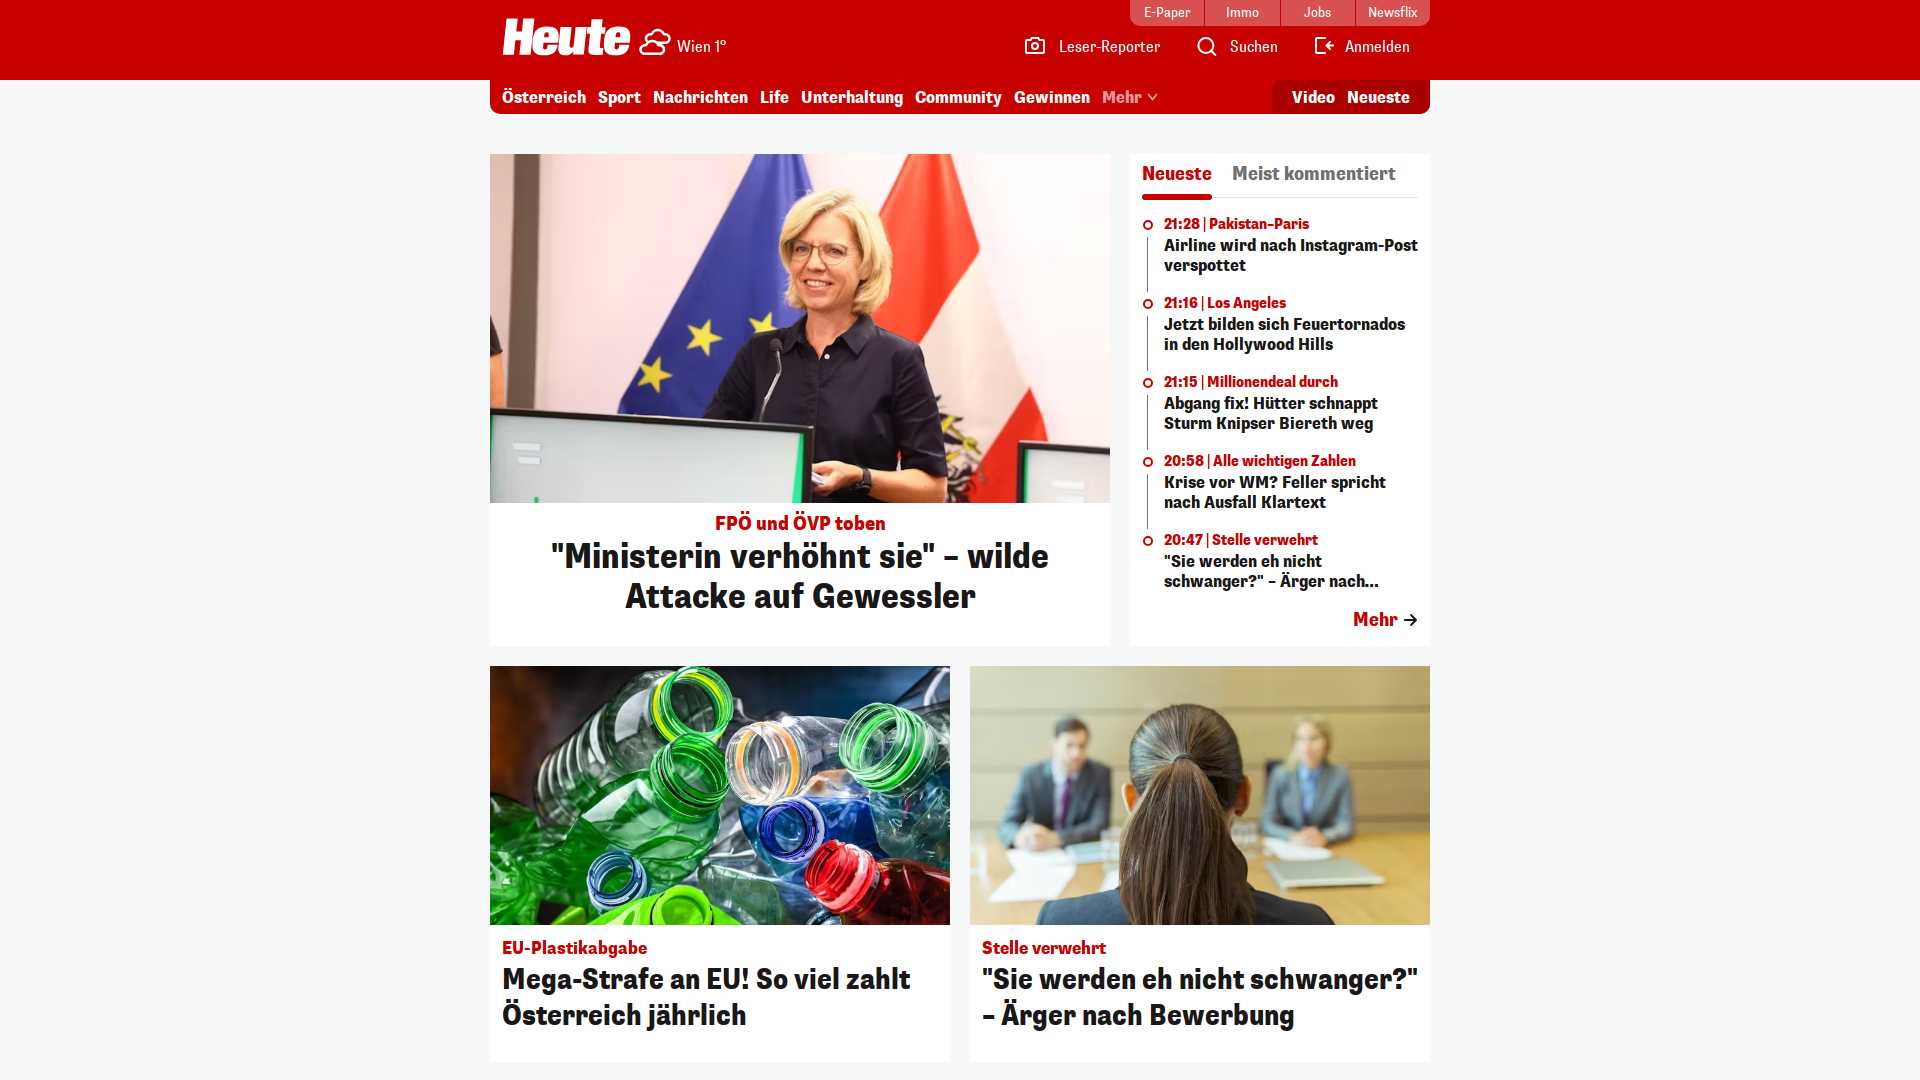 E-Paper
Immo
Jobs
Newsflix
Heute
Wien 1°
Leser-Reporter
Suchen
Anmelden
Österreich
Sport
Nachrichten
Life
Unterhaltung
Community
Gewinnen
Mehr
Video
Neueste
FPÖ und ÖVP toben
"Ministerin verhöhnt sie" – wilde
Attacke auf Gewessler
Neueste
Meist kommentiert
21:28 | Pakistan–Paris
Airline wird nach Instagram-Post
verspottet
21:16 | Los Angeles
Jetzt bilden sich Feuertornados
in den Hollywood Hills
21:15 | Millionendeal durch
Abgang fix! Hütter schnappt
Sturm Knipser Biereth weg
20:58 | Alle wichtigen Zahlen
Krise vor WM? Feller spricht
nach Ausfall Klartext
20:47 | Stelle verwehrt
"Sie werden eh nicht
schwanger?" – Ärger nach...
Mehr
EU-Plastikabgabe
Mega-Strafe an EU! So viel zahlt
Österreich jährlich
Stelle verwehrt
"Sie werden eh nicht schwanger?"
– Ärger nach Bewerbung